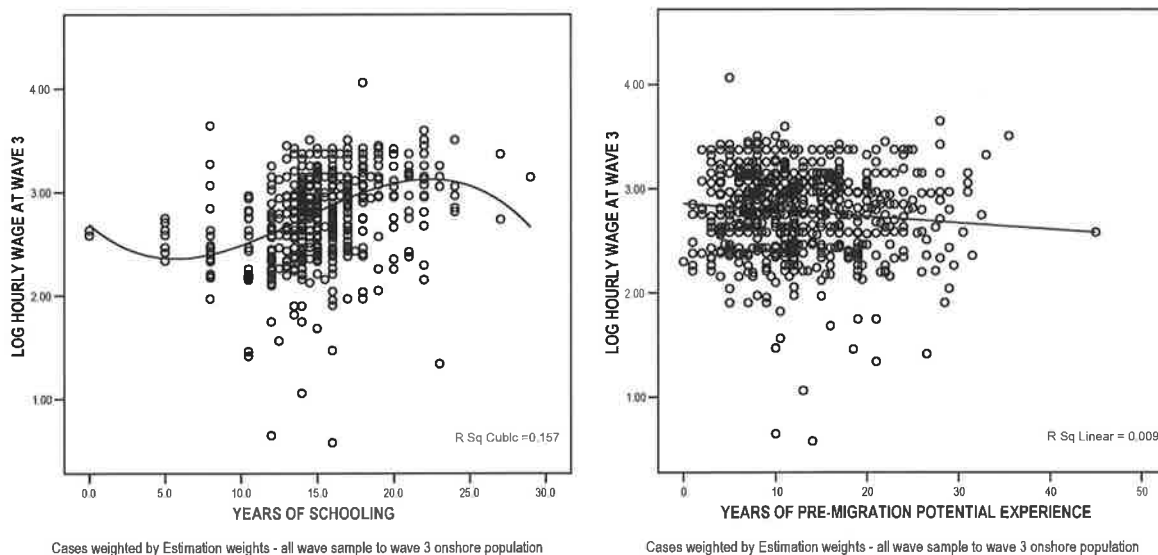 LOG HOURLY WAGE AT WAVE 3
4.00
3.00
2.00
1.00
R Sq Cubic =0.157
0.0 5.0 10.0 15.0 20.0 25.0 30.0
YEARS OF SCHOOLING
Cases weighted by Estimation weights - all wave sample to wave 3 onshore population
LOG HOURLY WAGE AT WAVE 3
4.00
3.00
2.00
1.00
R Sq Linear = 0.009
0 10 20 30 40 50
YEARS OF PRE-MIGRATION POTENTIAL EXPERIENCE
Cases weighted by Estimation weights - all wave sample to wave 3 onshore population